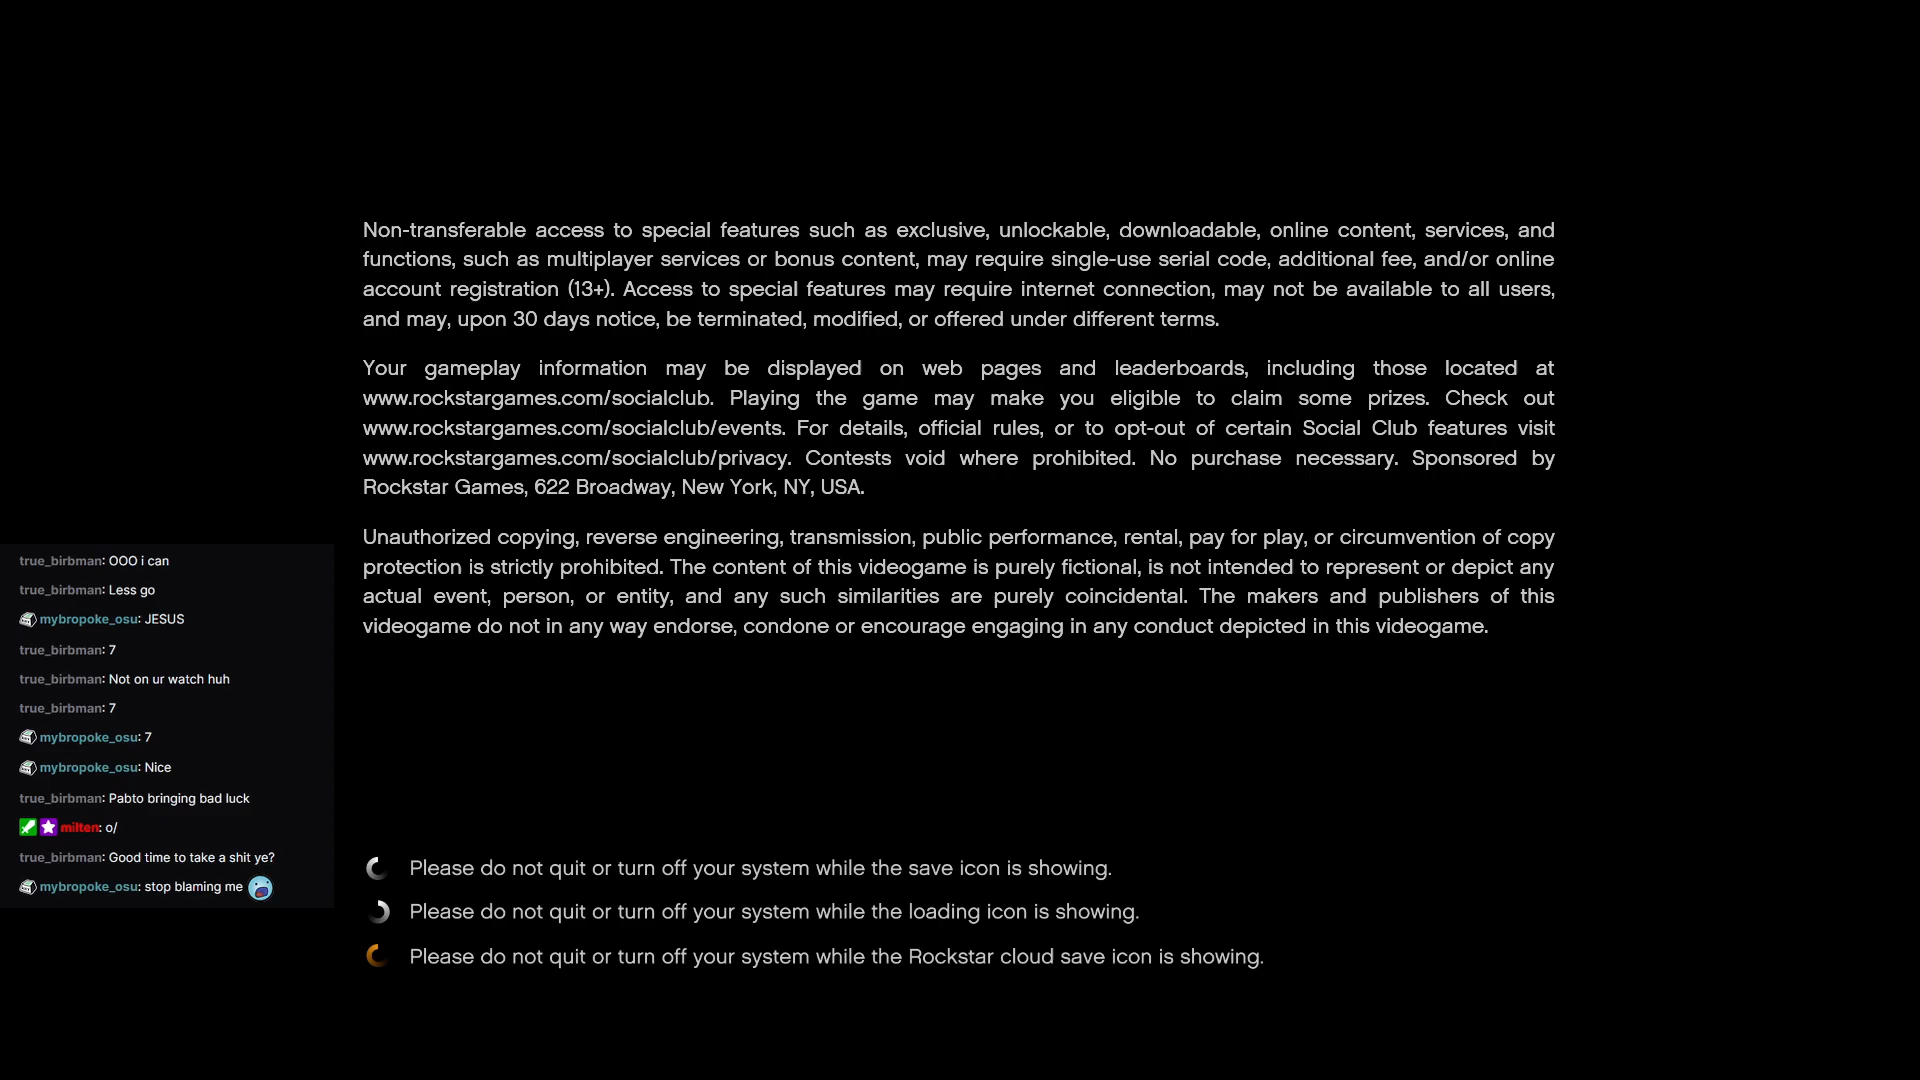 Non-transferable access to special features such as exclusive, unlockable, downloadable, online content, services, and
functions, such as multiplayer services or bonus content, may require single-use serial code, additional fee, and/or online
account registration (13+). Access to special features may require internet connection, may not be available to all users,
and may, upon 30 days notice, be terminated, modified, or offered under different terms.
Your gameplay information may be displayed on web pages and leaderboards, including those located at
www.rockstargames.com/socialclub. Playing the game may make you eligible to claim some prizes. Check out
www.rockstargames.com/socialclub/events. For details, official rules, or to opt-out of certain Social Club features visit
www.rockstargames.com/socialclub/privacy. Contests void where prohibited. No purchase necessary. Sponsored by
Rockstar Games, 622 Broadway, New York, NY, USA.
Unauthorized copying, reverse engineering, transmission, public performance, rental, pay for play, or circumvention of copy
protection is strictly prohibited. The content of this videogame is purely fictional, is not intended to represent or depict any
actual event, person, or entity, and any such similarities are purely coincidental. The makers and publishers of this
videogame do not in any way endorse, condone or encourage engaging in any conduct depicted in this videogame.
true_birbman: OOO i can
true_birbman: Less go
mybropoke_osu: JESUS
true_birbman: 7
true_birbman: Not on ur watch huh
true_birbman: 7
mybropoke_osu: 7
mybropoke_osu: Nice
true_birbman: Pabto bringing bad luck
milten: o/
true_birbman: Good time to take a shit ye?
mybropoke_osu: stop blaming me
Please do not quit or turn off your system while the save icon is showing.
Please do not quit or turn off your system while the loading icon is showing.
Please do not quit or turn off your system while the Rockstar cloud save icon is showing.